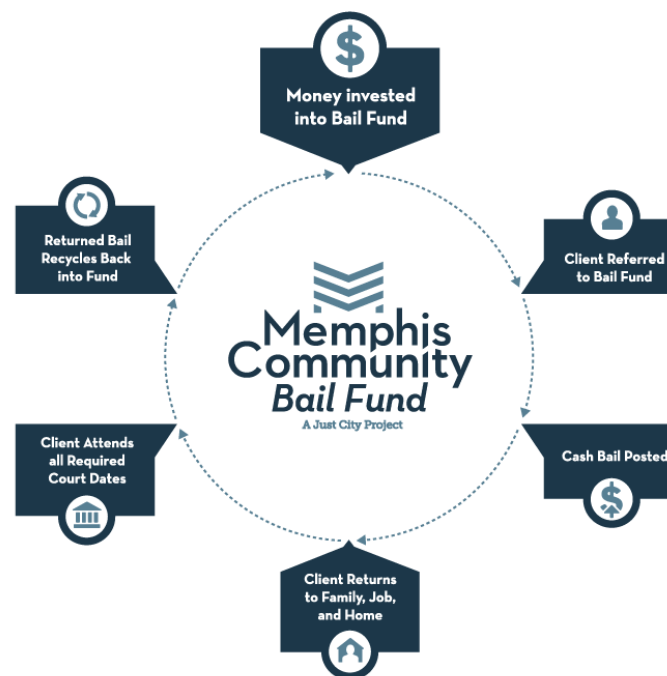 Money invested
into Bail Fund
Client Referred
to Bail Fund
Cash Bail Posted
Client Returns
to Family, Job,
and Home
Client Attends
all Required
Court Dates
Returned Bail
Recycles Back
into Fund
Memphis
Community
Bail Fund
A Just City Project